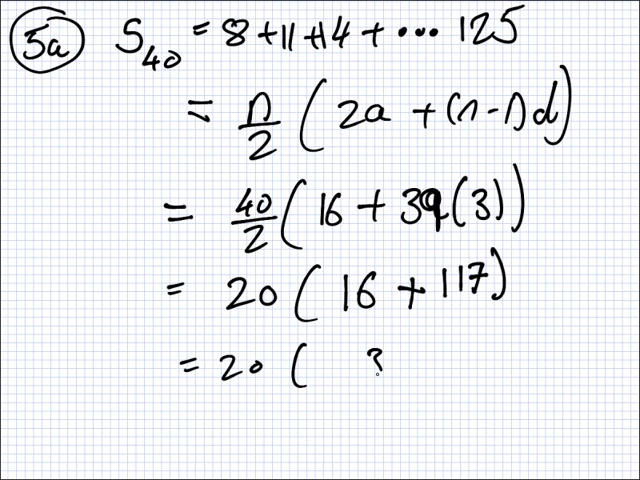 5a S₄₀ = 8 + 11 + 14 + ... 125
= n/2 (2a + (n-1)d)
= 40/2 (16 + 39(3))
= 20 (16 + 117)
= 20 ( ?